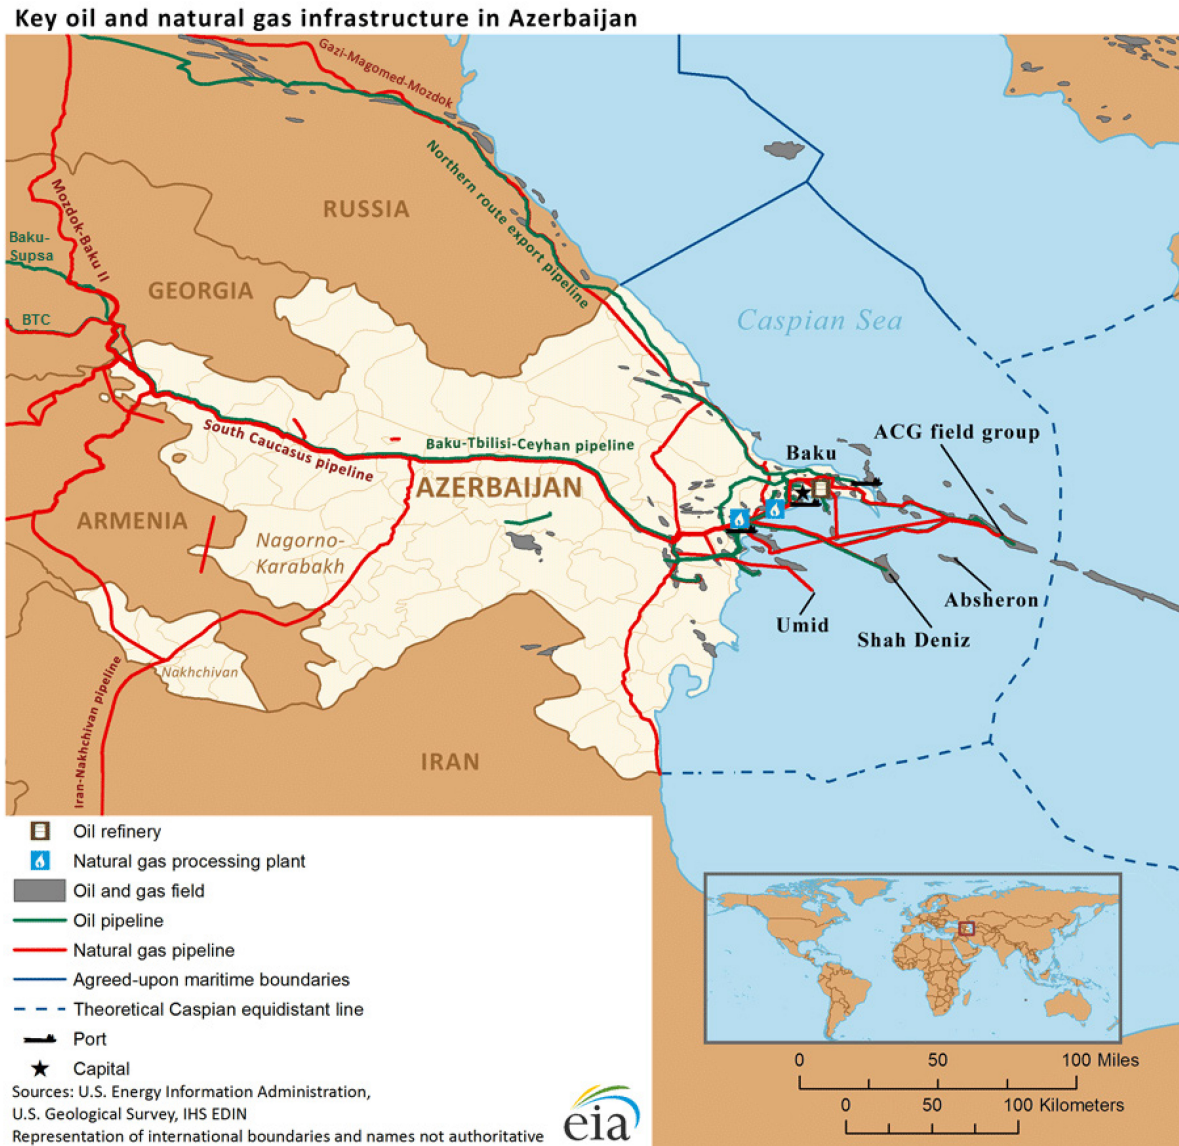 Key oil and natural gas infrastructure in Azerbaijan
Gazi-Magomed-Mozdok
Northern route export pipeline
RUSSIA
Mozdok-Baku II
Baku-
Supsa
GEORGIA
BTC
Caspian Sea
South Caucasus pipeline
Baku-Tbilisi-Ceyhan pipeline
ACG field group
Baku
AZERBAIJAN
ARMENIA
Nagorno-
Karabakh
Absheron
Umid
Shah Deniz
Nakhchivan
Iran-Nakhchivan pipeline
IRAN
Oil refinery
Natural gas processing plant
Oil and gas field
Oil pipeline
Natural gas pipeline
Agreed-upon maritime boundaries
Theoretical Caspian equidistant line
Port
Capital
Sources: U.S. Energy Information Administration,
U.S. Geological Survey, IHS EDIN
Representation of international boundaries and names not authoritative
eia
0 50 100 Miles
0 50 100 Kilometers